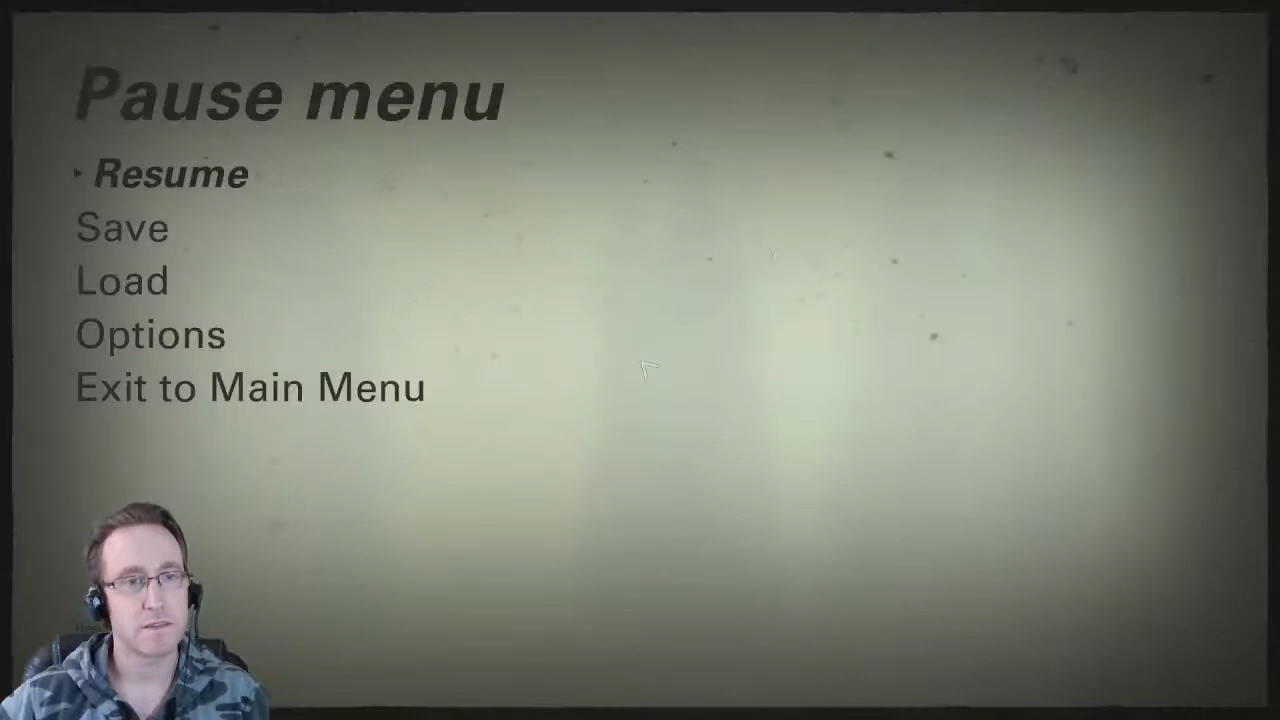 Pause menu
Resume
Save
Load
Options
Exit to Main Menu